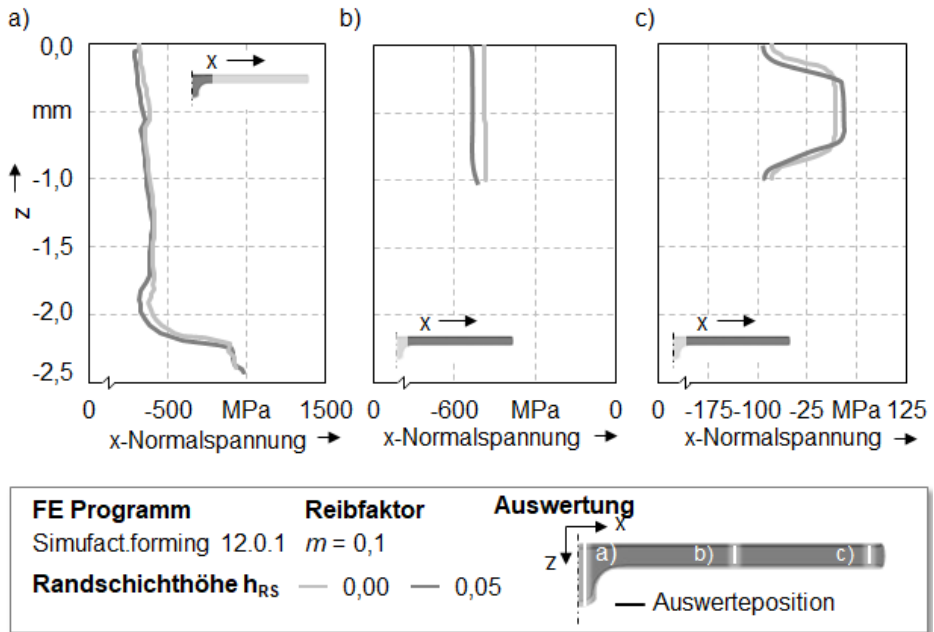 a)
b)
c)
0,0
mm
-1,0
-1,5
-2,0
-2,5
z
x
x
x
0 -500 MPa 1500
0 -600 MPa 0
0 -175 -100 -25 MPa 125
x-Normalspannung
x-Normalspannung
x-Normalspannung
FE Programm
Simufact.forming 12.0.1
Reibfaktor
m = 0,1
Randschichthöhe hRS 0,00 0,05
Auswertung
x
z
a) b) c)
Auswerteposition